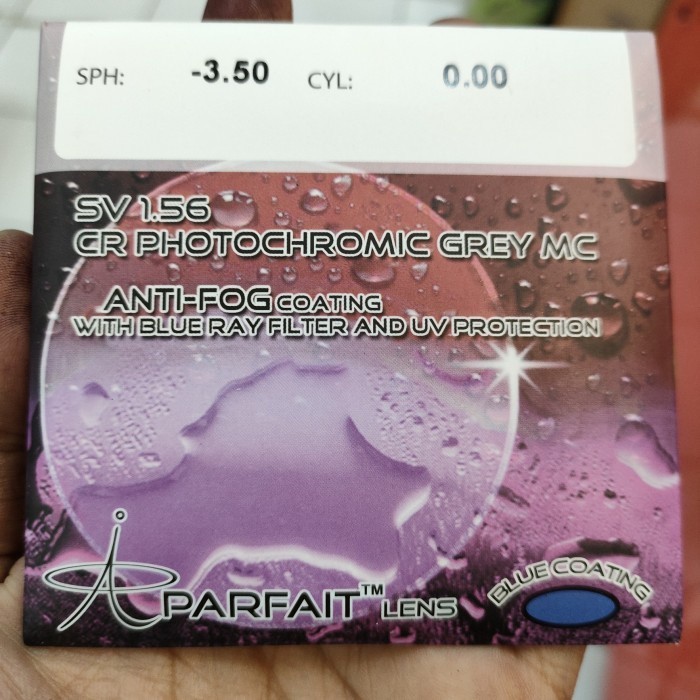 SPH: -3.50 CYL: 0.00
SV 1.56
CR PHOTOCHROMIC GREY MC
ANTI-FOG COATING
WITH BLUE RAY FILTER AND UV PROTECTION
PARFAIT™ LENS
BLUE COATING